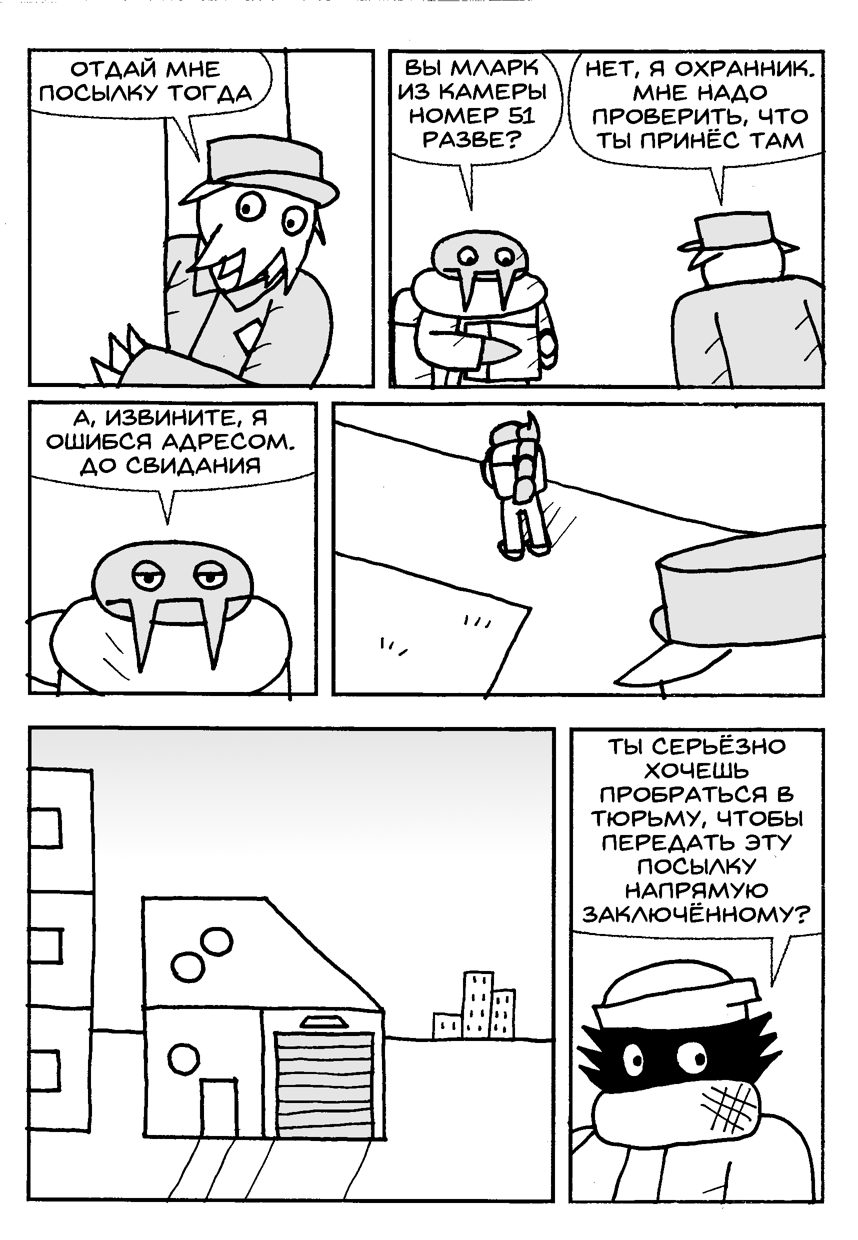 ОТДАЙ МНЕ
ПОСЫЛКУ ТОГДА
ВЫ МЛАРК
ИЗ КАМЕРЫ
НОМЕР 51
РАЗВЕ?
НЕТ, Я ОХРАННИК.
МНЕ НАДО
ПРОВЕРИТЬ, ЧТО
ТЫ ПРИНЁС ТАМ
А, ИЗВИНИТЕ, Я
ОШИБСЯ АДРЕСОМ.
ДО СВИДАНИЯ
ТЫ СЕРЬЁЗНО
ХОЧЕШЬ
ПРОБРАТЬСЯ В
ТЮРЬМУ, ЧТОБЫ
ПЕРЕДАТЬ ЭТУ
ПОСЫЛКУ
НАПРЯМУЮ
ЗАКЛЮЧЁННОМУ?